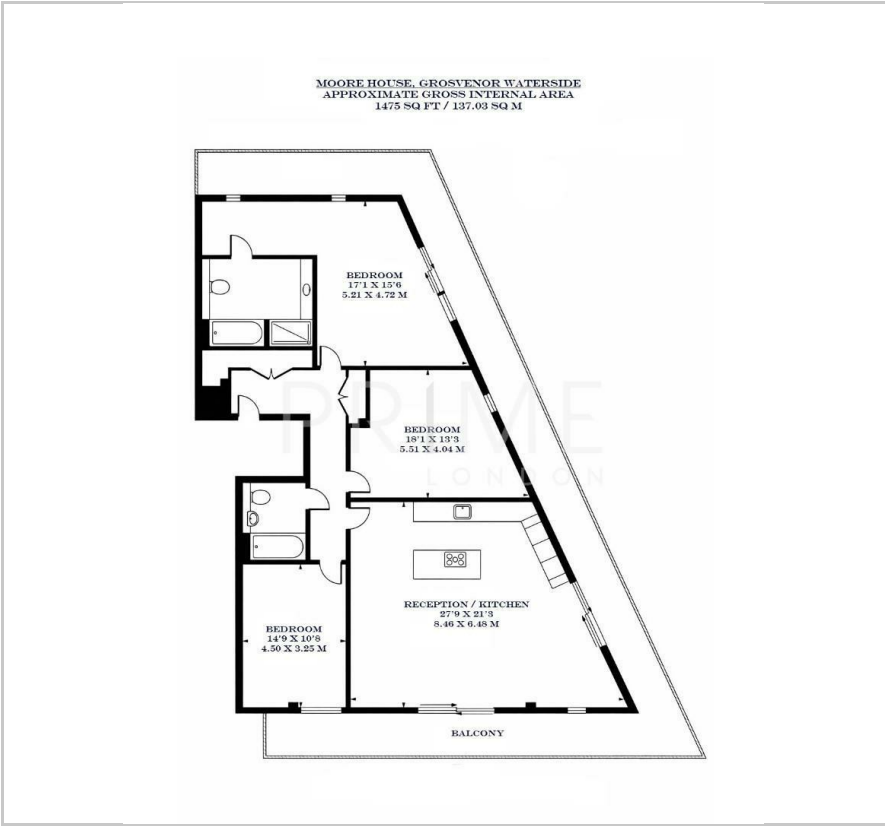 MOORE HOUSE, GROSVENOR WATERSIDE
APPROXIMATE GROSS INTERNAL AREA
1475 SQ FT / 137.03 SQ M
BEDROOM
17'1 X 15'6
5.21 X 4.72 M
PRIME
LONDON
BEDROOM
18'1 X 13'3
5.51 X 4.04 M
RECEPTION / KITCHEN
27'9 X 21'3
8.46 X 6.48 M
BEDROOM
14'9 X 10'8
4.50 X 3.25 M
BALCONY